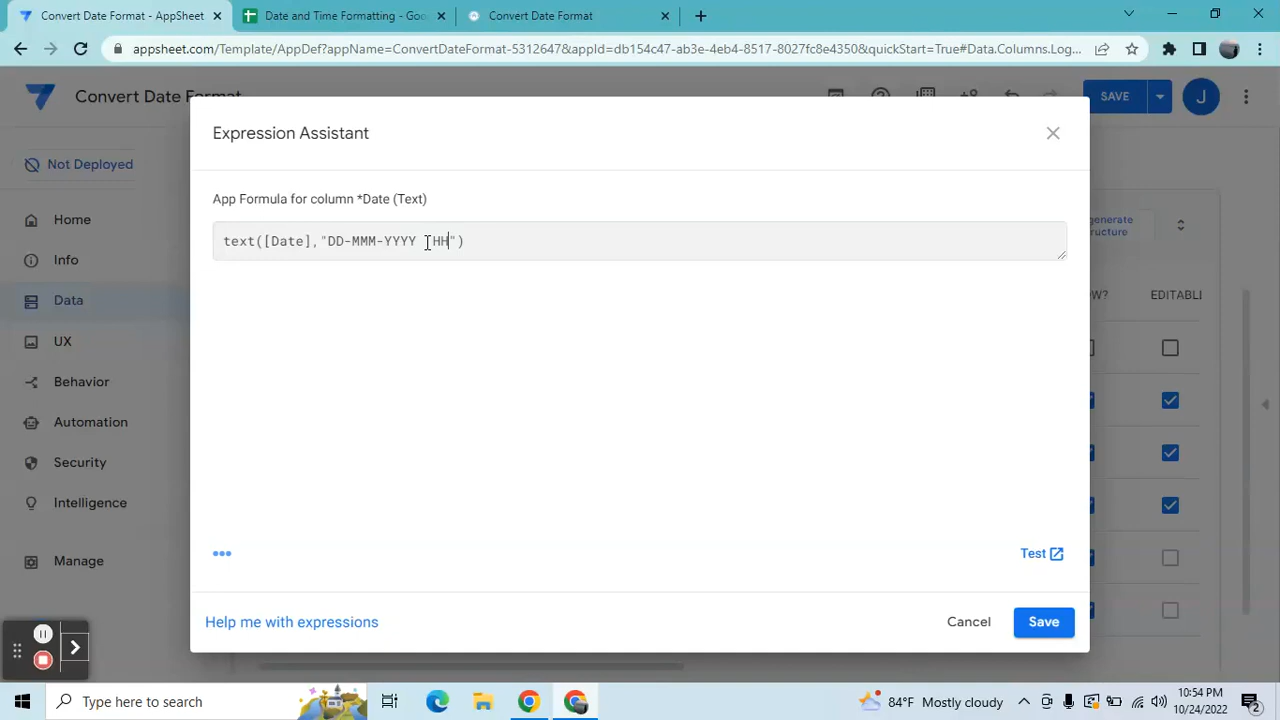 Convert Date Format - AppSheet
Date and Time Formatting - Goo
Convert Date Format
appsheet.com/Template/AppDef?appName=ConvertDateFormat-5312647&appId=db154c47-ab3e-4eb4-8517-8027fc8e4350&quickStart=True#Data.Columns.Log...
Convert Date Format
SAVE
J
Not Deployed
Home
Info
Data
UX
Behavior
Automation
Security
Intelligence
Manage
Expression Assistant
App Formula for column *Date (Text)
text([Date],"DD-MMM-YYYY HH")
Test
Help me with expressions
Cancel
Save
EDITABL
Type here to search
84°F Mostly cloudy
10:54 PM
10/24/2022
2